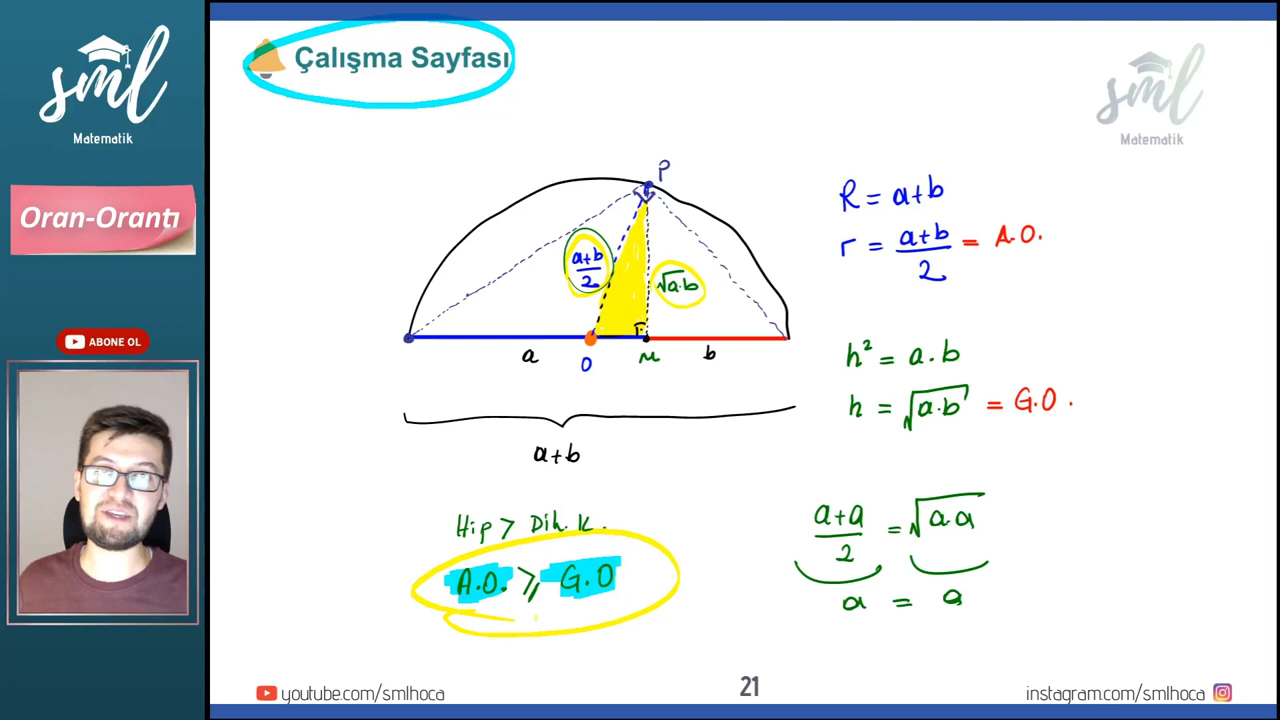 sml
Matematik
Oran-Orantı
ABONE OL
Çalışma Sayfası
sml
Matematik
P
a+b
2
√a.b
a
O
M
b
a+b
R = a+b
r = a+b/2 = A.O.
h² = a.b
h = √a.b = G.O.
Hip > Dik.K.
A.O. ⩾ G.O
a+a/2 = √a.a
a = a
youtube.com/smlhoca
21
instagram.com/smlhoca